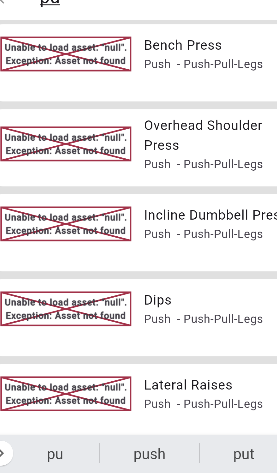 pu
Unable to load asset: "null".
Exception: Asset not found
Bench Press
Push - Push-Pull-Legs
Unable to load asset: "null".
Exception: Asset not found
Overhead Shoulder
Press
Push - Push-Pull-Legs
Unable to load asset: "null".
Exception: Asset not found
Incline Dumbbell Pres
Push - Push-Pull-Legs
Unable to load asset: "null".
Exception: Asset not found
Dips
Push - Push-Pull-Legs
Unable to load asset: "null".
Exception: Asset not found
Lateral Raises
Push - Push-Pull-Legs
pu push put